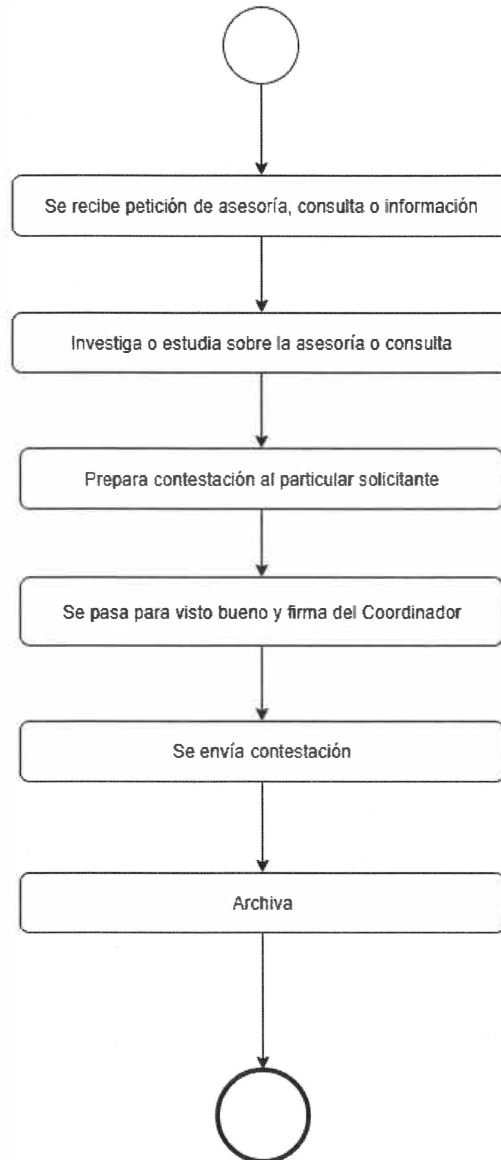 Se recibe petición de asesoría, consulta o información
Investiga o estudia sobre la asesoría o consulta
Prepara contestación al particular solicitante
Se pasa para visto bueno y firma del Coordinador
Se envía contestación
Archiva